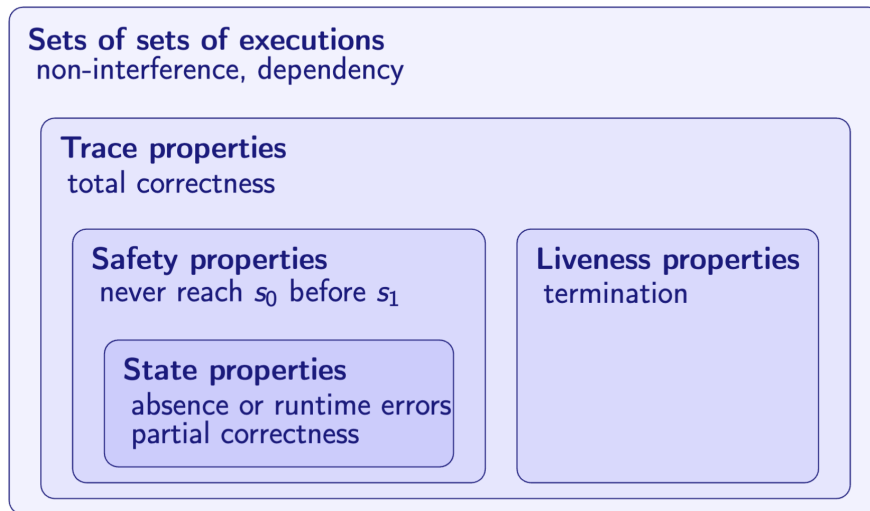 Sets of sets of executions
non-interference, dependency
Trace properties
total correctness
Safety properties
never reach s₀ before s₁
State properties
absence or runtime errors
partial correctness
Liveness properties
termination